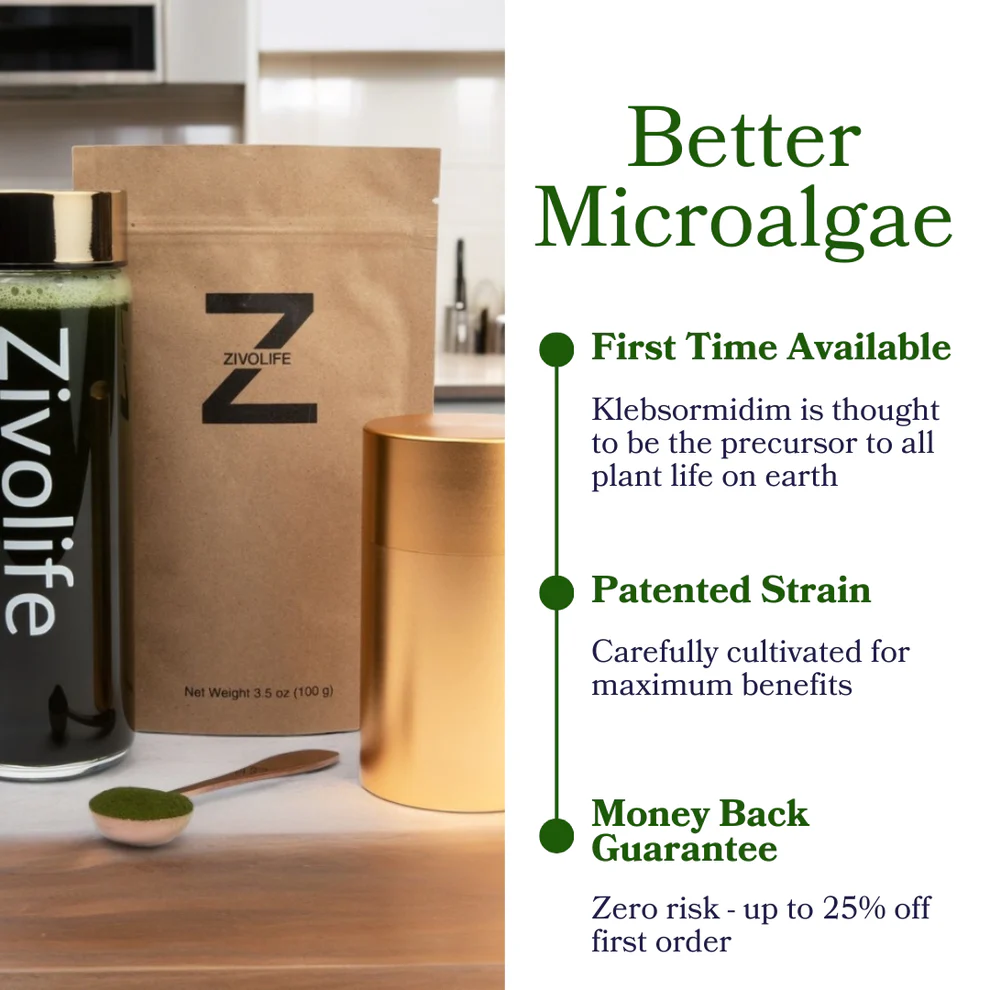 Zivolife
ZIVOLIFE
Net Weight 3.5 oz (100 g)
Better
Microalgae
First Time Available
Klebsormidim is thought
to be the precursor to all
plant life on earth
Patented Strain
Carefully cultivated for
maximum benefits
Money Back
Guarantee
Zero risk - up to 25% off
first order